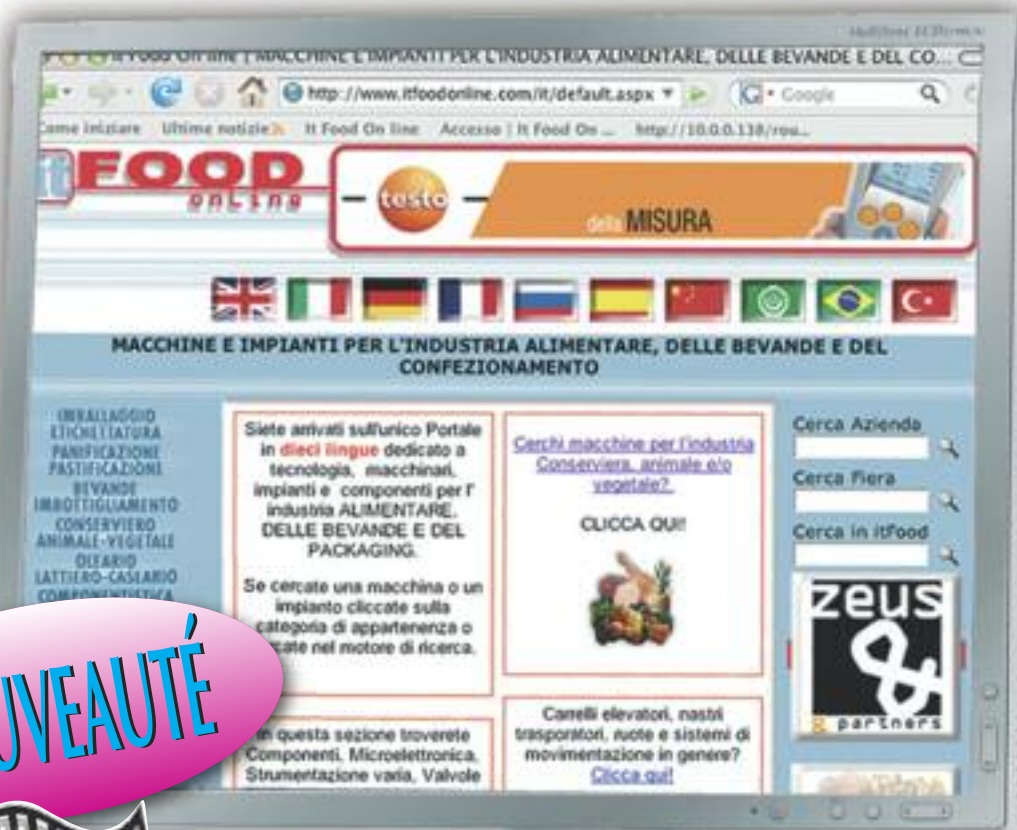 It Food On line | MACCHINE E IMPIANTI PER L'INDUSTRIA ALIMENTARE, DELLE BEVANDE E DEL CO...
http://www.itfoodonline.com/it/default.aspx
Google
Come iniziare Ultime notizie It Food On line Accesso | It Food On ... http://10.0.0.138/rou...
itFOOD
online
testo
della MISURA
MACCHINE E IMPIANTI PER L'INDUSTRIA ALIMENTARE, DELLE BEVANDE E DEL
CONFEZIONAMENTO
IMBALLAGGIO
ETICHETTATURA
PANIFICAZIONE
PASTIFICAZIONE
BEVANDE
IMBOTTIGLIAMENTO
CONSERVIERO
ANIMALE-VEGETALE
OLEARIO
LATTIERO-CASEARIO
COMPONENTISTICA
Siete arrivati sull'unico Portale
in dieci lingue dedicato a
tecnologia, macchinari,
impianti e componenti per l'
industria ALIMENTARE,
DELLE BEVANDE E DEL
PACKAGING.
Se cercate una macchina o un
impianto cliccate sulla
categoria di appartenenza o
nel motore di ricerca.
In questa sezione troverete
Componenti, Microelettronica,
Strumentazione varia, Valvole
Cerchi macchine per l'industria
Conserviera, animale e/o
vegetale?
CLICCA QUI!
Carrelli elevatori, nastri
trasportatori, ruote e sistemi di
movimentazione in genere?
Clicca qui!
Cerca Azienda
Cerca Fiera
Cerca in itFood
zeus
&
& partners
UVEAUTÉ